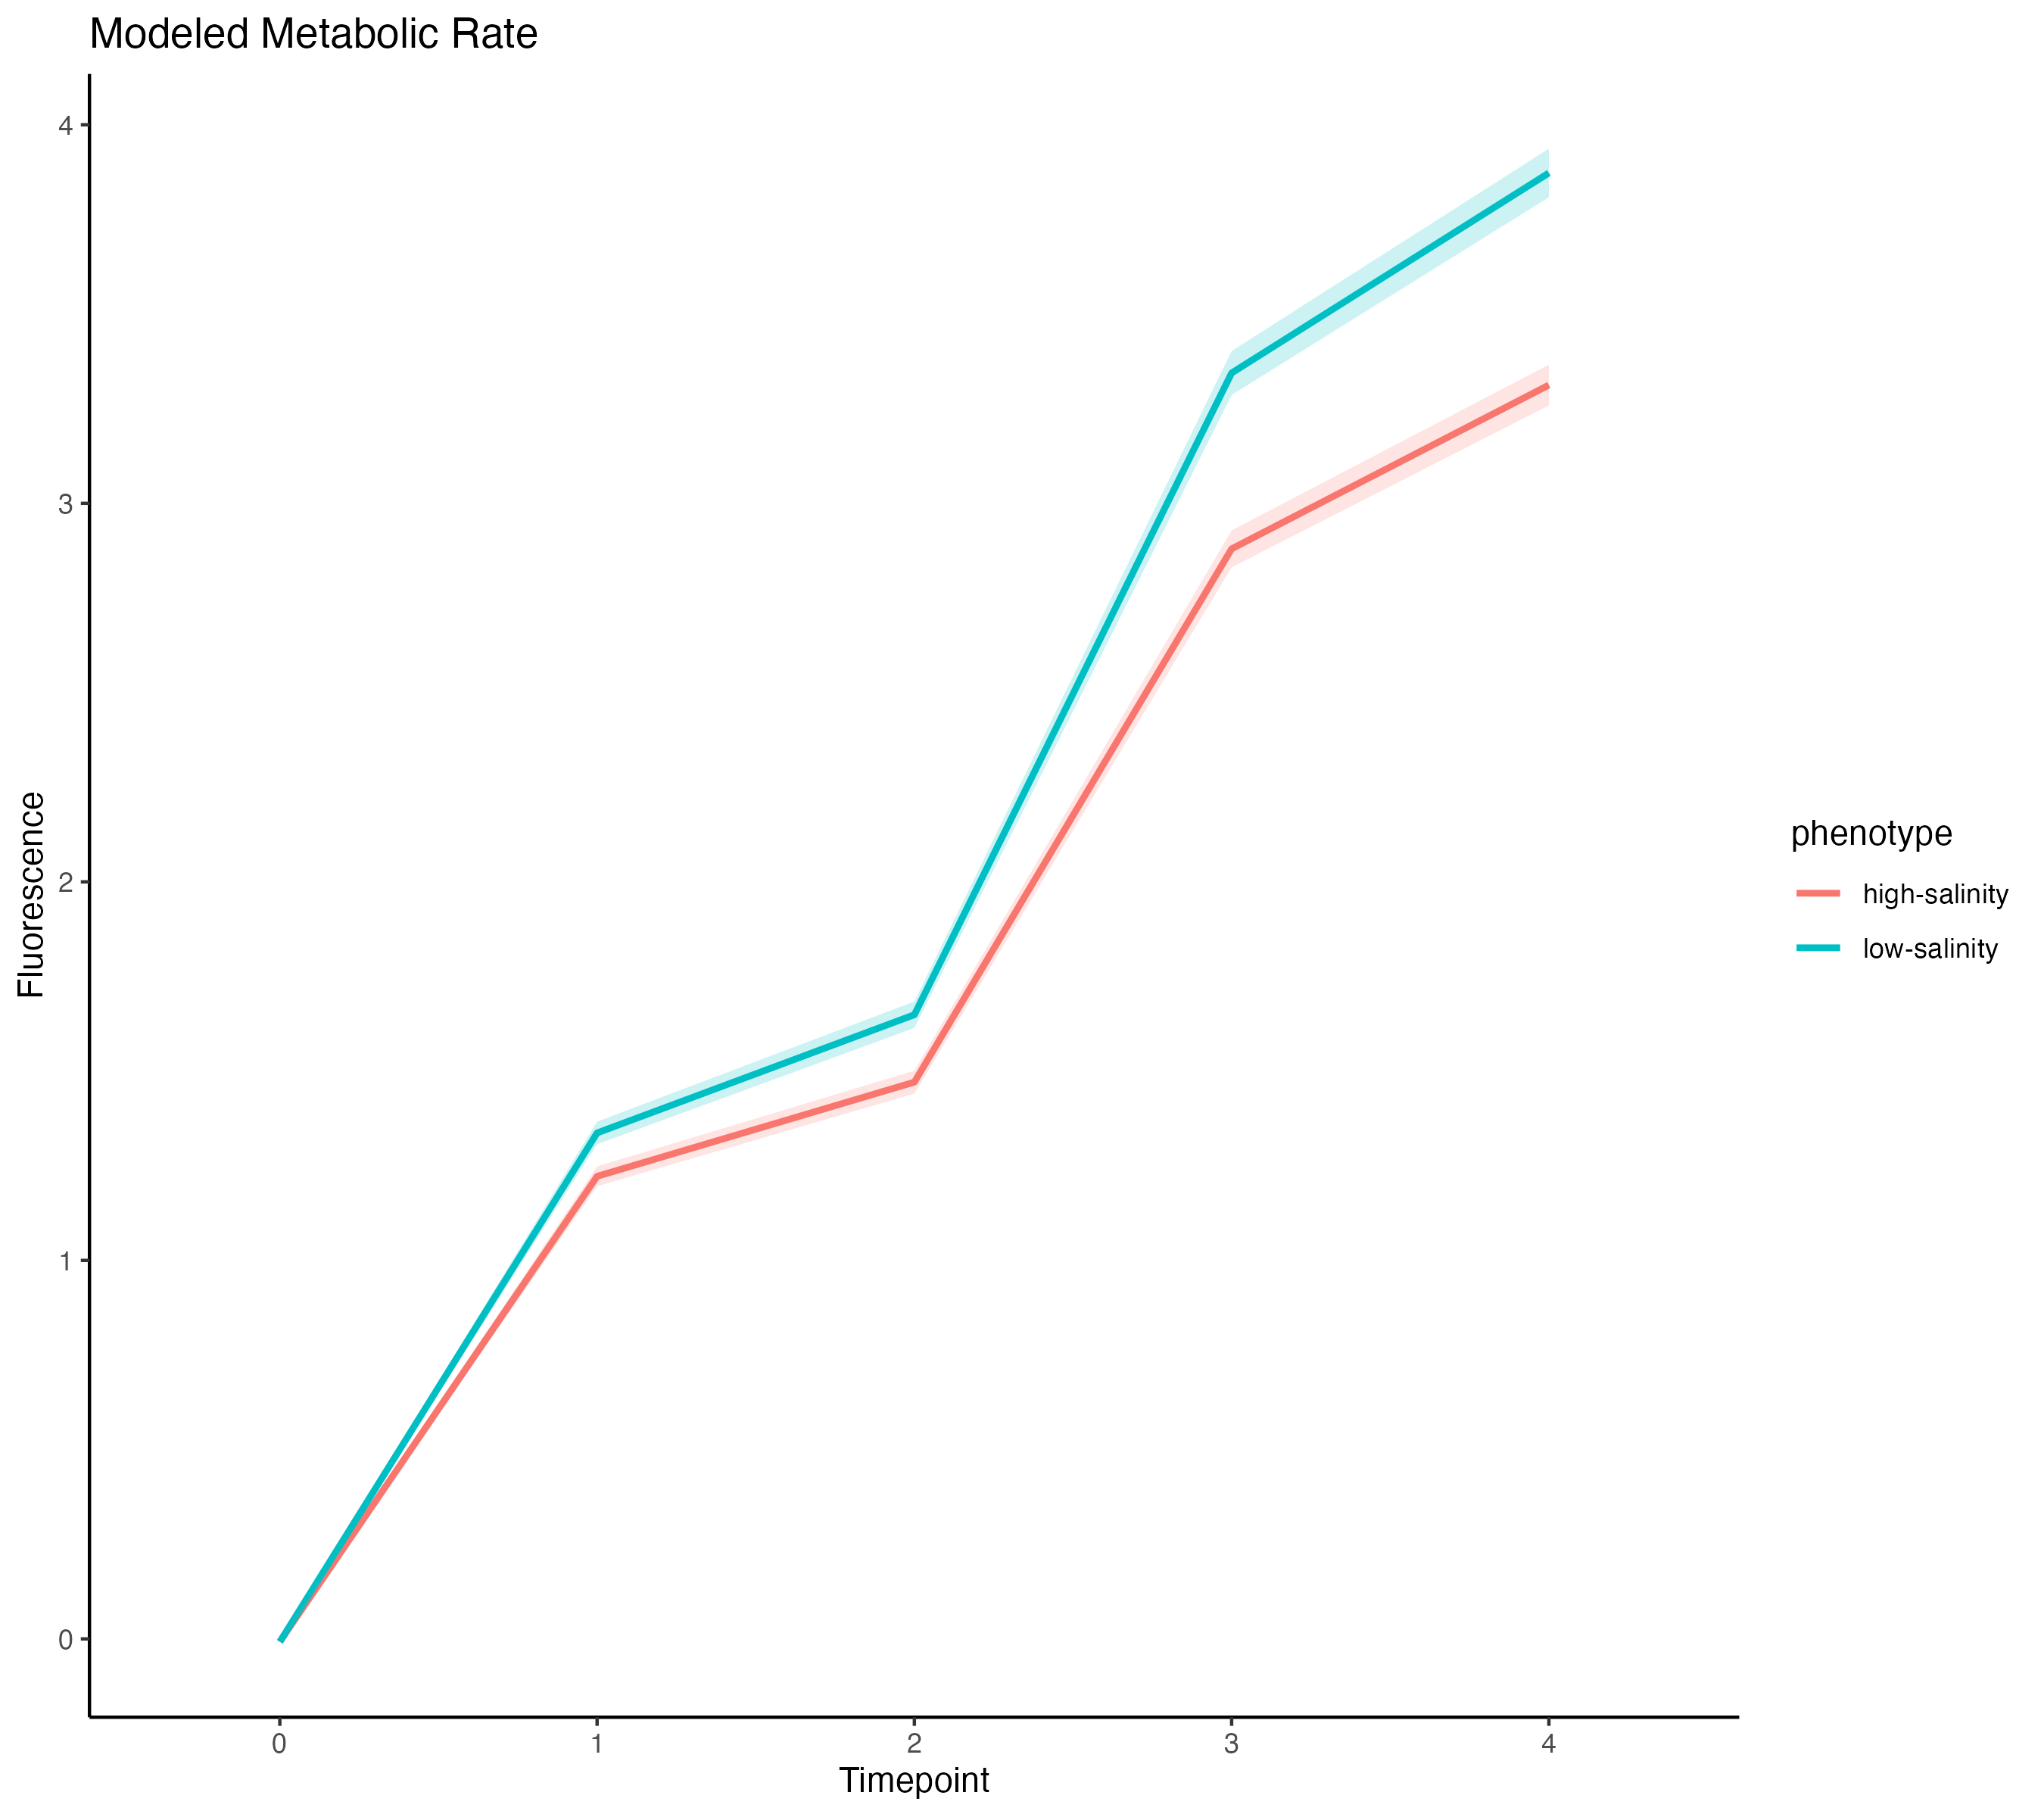 Modeled Metabolic Rate
4
3
2
1
0
Fluorescence
0 1 2 3 4
Timepoint
phenotype
high-salinity
low-salinity